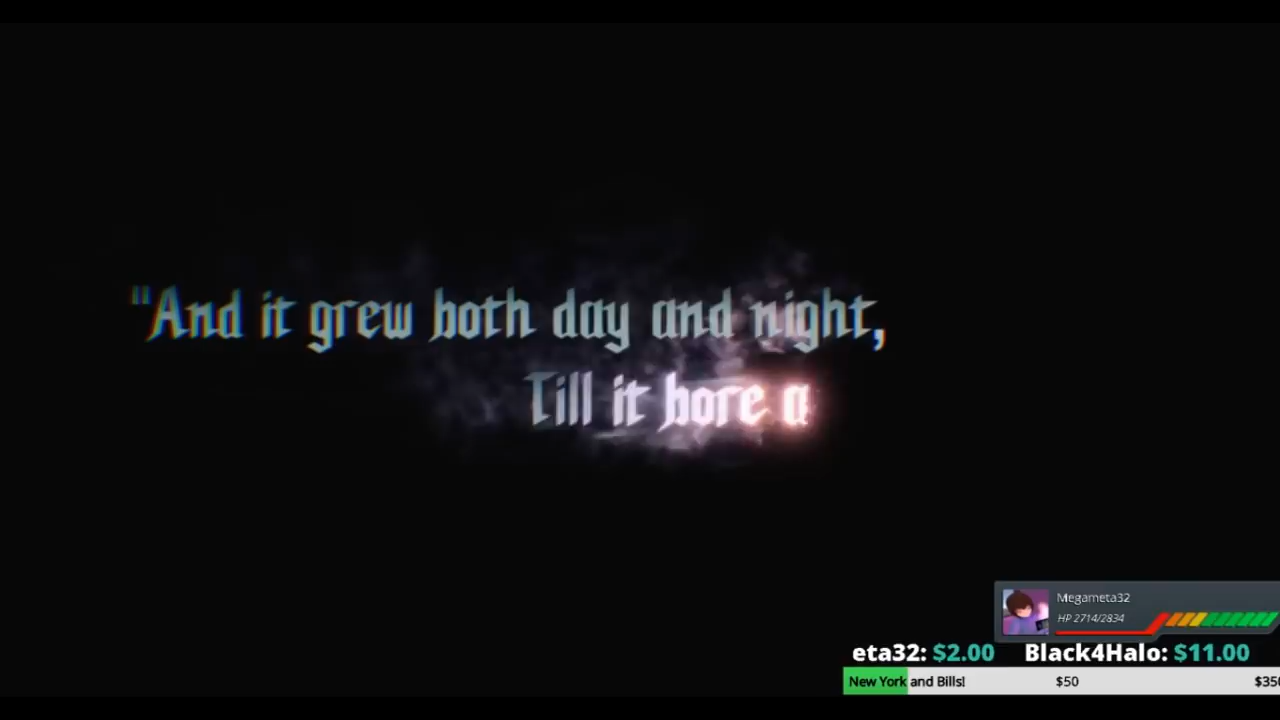 "And it grew both day and night,
Till it bore a
Megameta32
HP 2714/2834
eta32: $2.00 Black4Halo: $11.00
New York and Bills! $50 $350